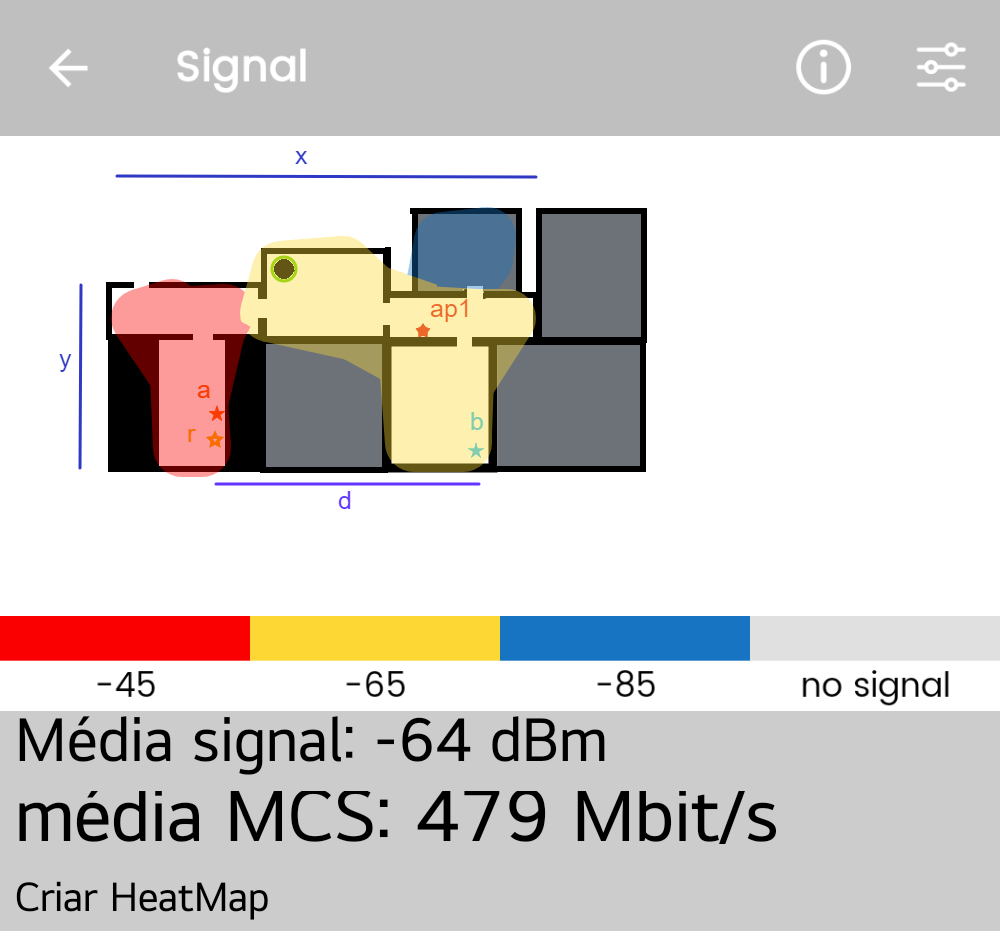 Signal
x
ap1
y
a
r
b
d
-45
-65
-85
no signal
Média signal: -64 dBm
média MCS: 479 Mbit/s
Criar HeatMap